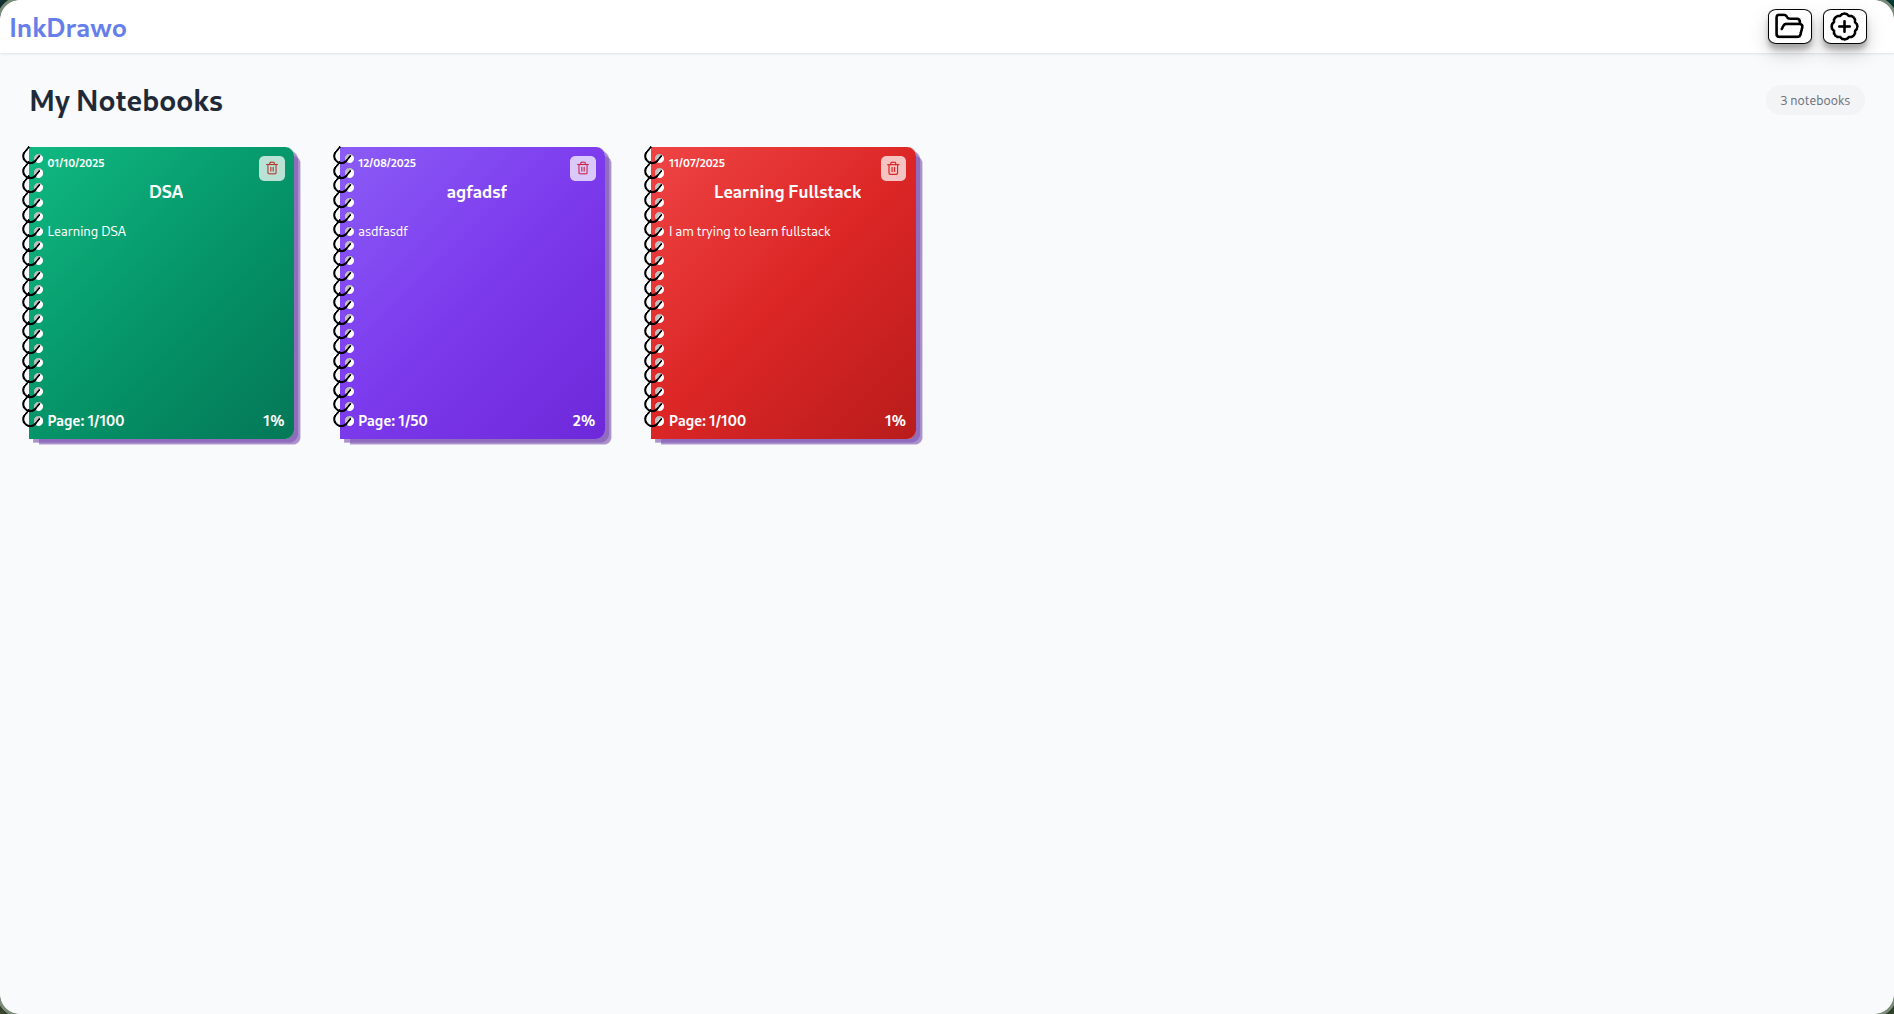 InkDrawo
My Notebooks
3 notebooks
01/10/2025
DSA
Learning DSA
Page: 1/100
1%
12/08/2025
agfadsf
asdfasdf
Page: 1/50
2%
11/07/2025
Learning Fullstack
I am trying to learn fullstack
Page: 1/100
1%